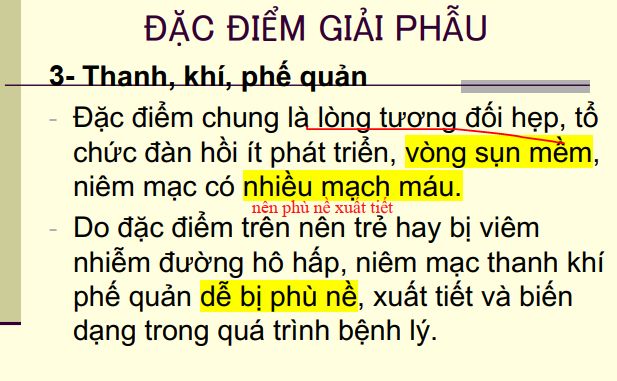 ĐẶC ĐIỂM GIẢI PHẪU
3- Thanh, khí, phế quản
- Đặc điểm chung là lòng tương đối hẹp, tổ
chức đàn hồi ít phát triển, vòng sụn mềm,
niêm mạc có nhiều mạch máu.
nên phù nề xuất tiết
- Do đặc điểm trên nên trẻ hay bị viêm
nhiễm đường hô hấp, niêm mạc thanh khí
phế quản dễ bị phù nề, xuất tiết và biến
dạng trong quá trình bệnh lý.